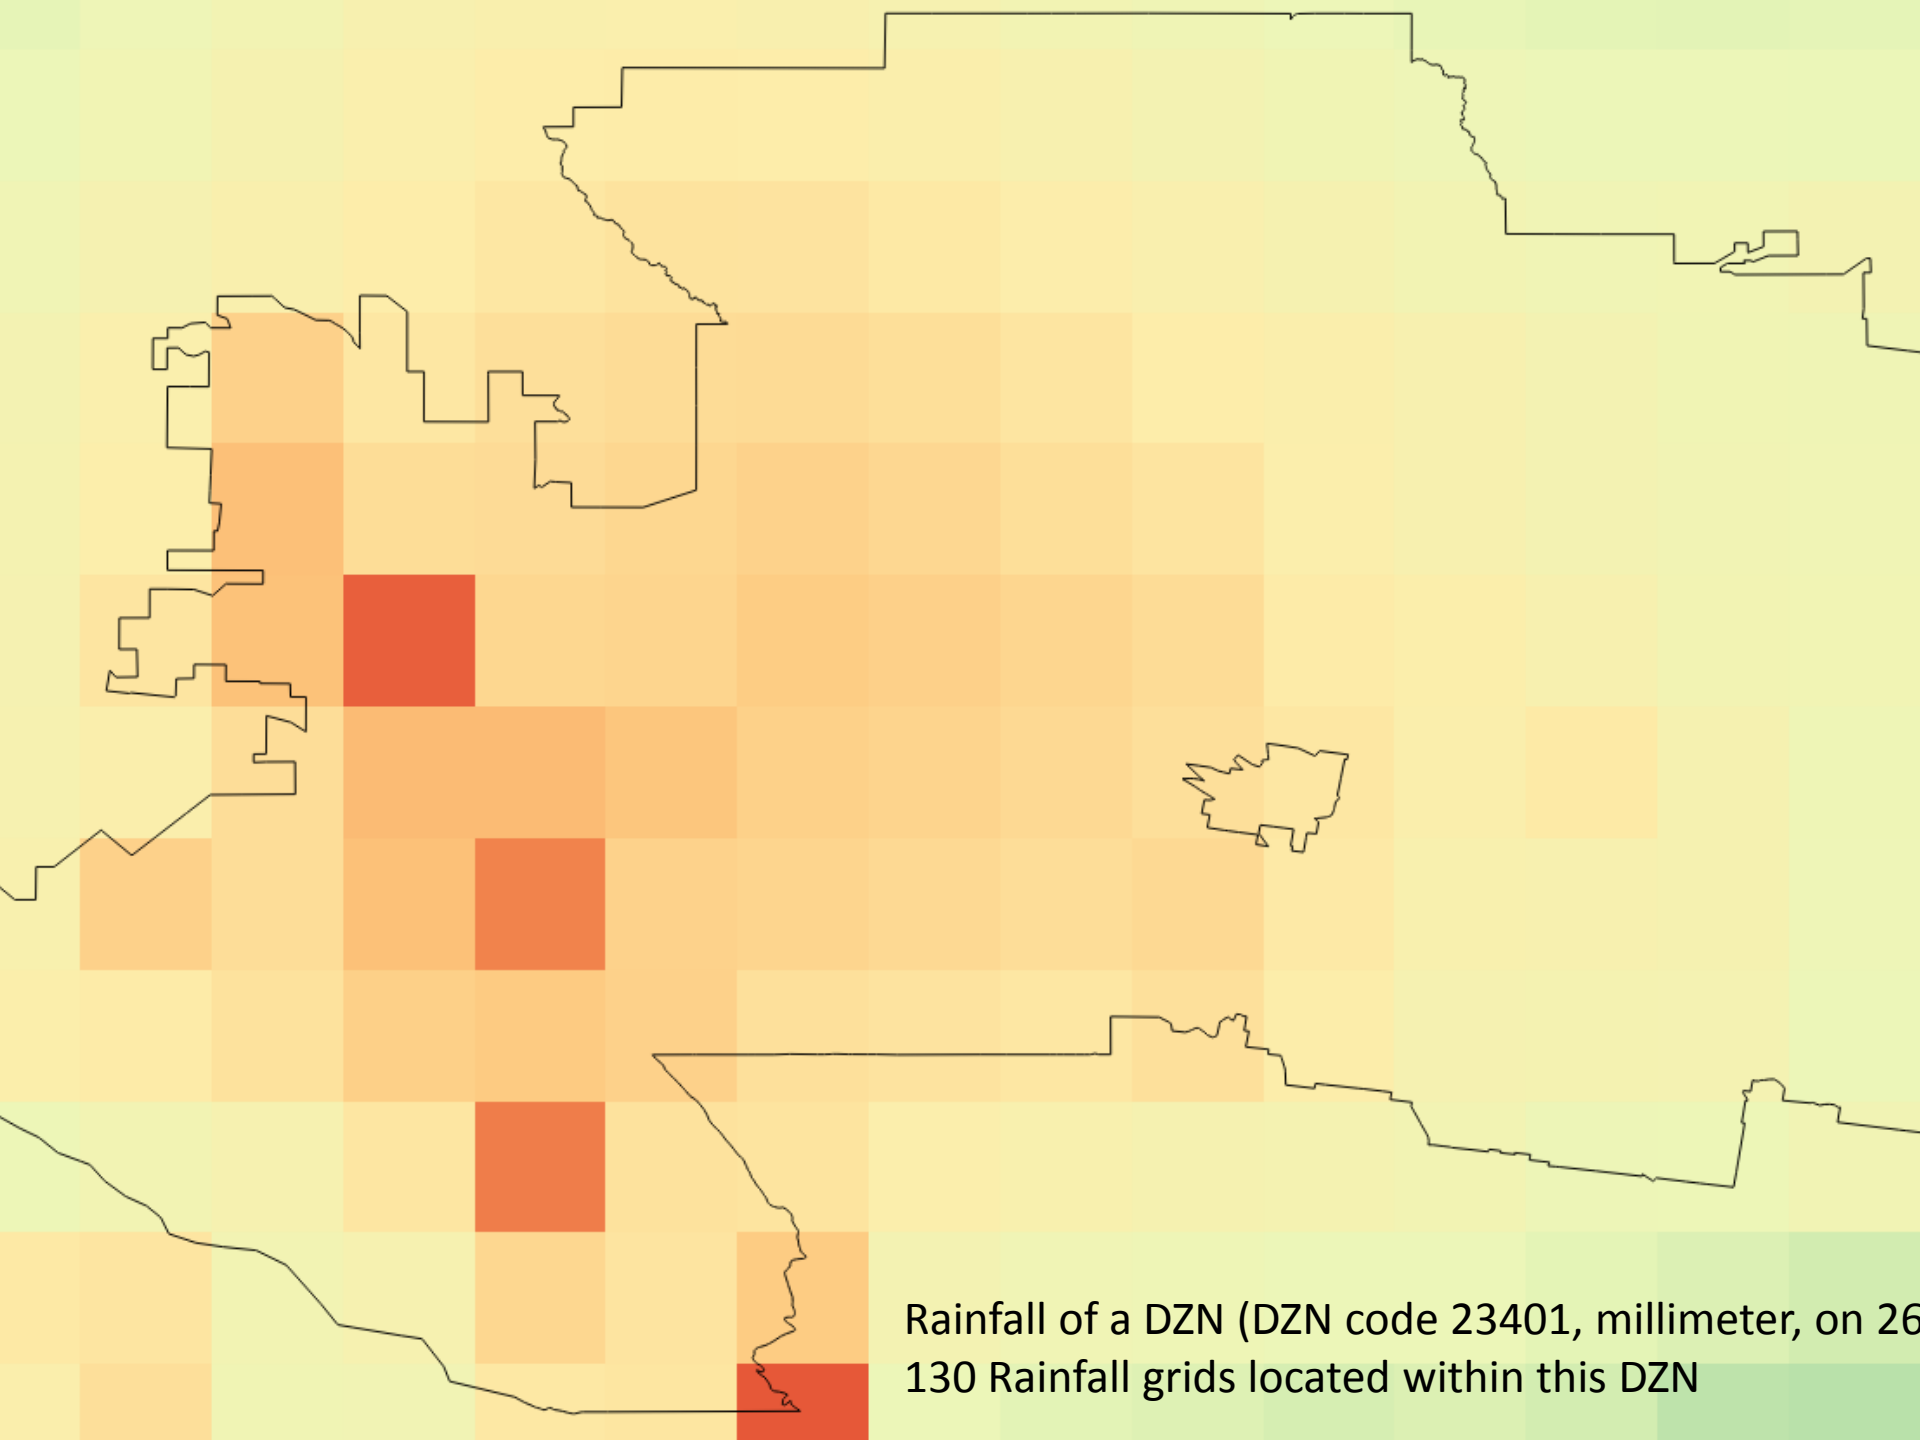 Rainfall of a DZN (DZN code 23401, millimeter, on 26
130 Rainfall grids located within this DZN